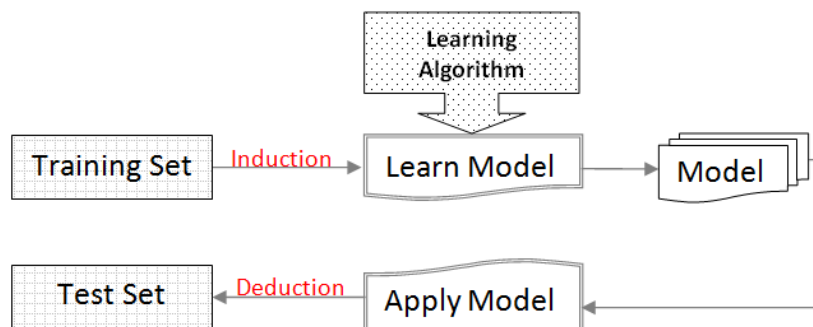 Learning
Algorithm
Training Set
Induction
Learn Model
Model
Test Set
Deduction
Apply Model